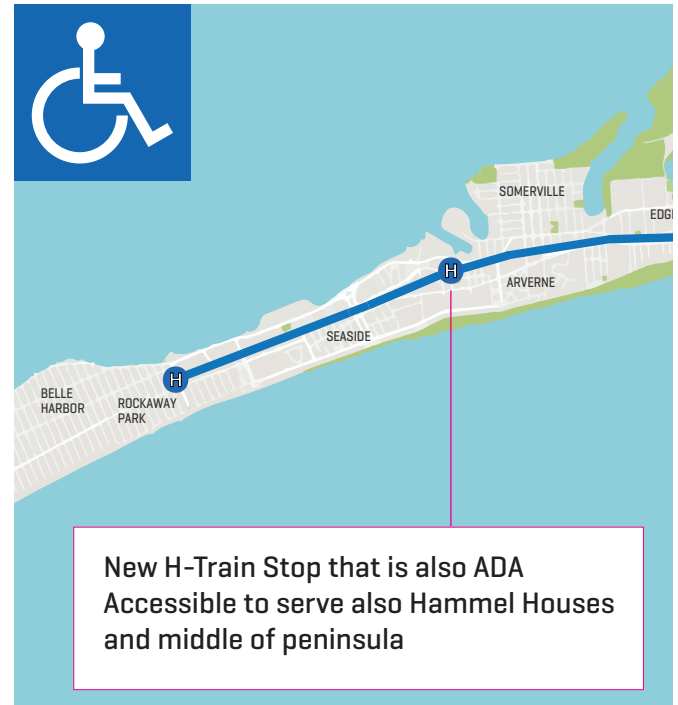 SOMERVILLE
EDGE
H
ARVERNE
SEASIDE
H
BELLE
HARBOR
ROCKAWAY
PARK
New H-Train Stop that is also ADA
Accessible to serve also Hammel Houses
and middle of peninsula